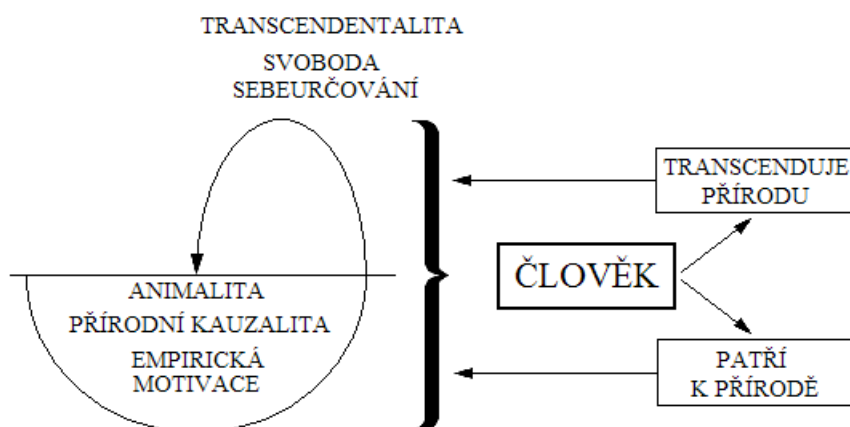 TRANSCENDENTALITA
SVOBODA
SEBEURČOVÁNÍ
ANIMALITA
PŘÍRODNÍ KAUZALITA
EMPIRICKÁ
MOTIVACE
ČLOVĚK
TRANSCENDUJE
PŘÍRODU
PATŘÍ
K PŘÍRODĚ